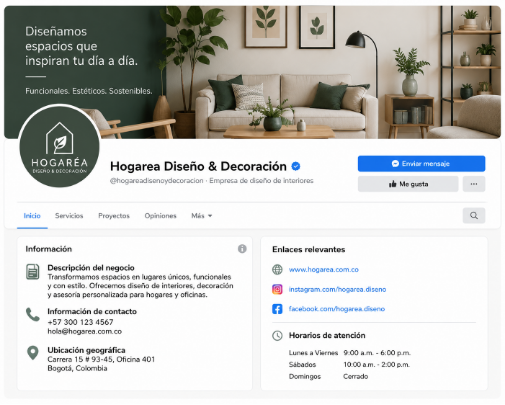 Diseñamos
espacios que
inspiran tu día a día.
Funcionales. Estéticos. Sostenibles.
HOGARÉA
DISEÑO & DECORACIÓN
Hogarea Diseño & Decoración
@hogareadisenoydecoracion · Empresa de diseño de interiores
Enviar mensaje
Me gusta
Inicio Servicios Proyectos Opiniones Más
Información
Descripción del negocio
Transformamos espacios en lugares únicos, funcionales
y con estilo. Ofrecemos diseño de interiores, decoración
y asesoría personalizada para hogares y oficinas.
Información de contacto
+57 300 123 4567
hola@hogarea.com.co
Ubicación geográfica
Carrera 15 # 93-45, Oficina 401
Bogotá, Colombia
Enlaces relevantes
www.hogarea.com.co
instagram.com/hogarea.diseno
facebook.com/hogarea.diseno
Horarios de atención
Lunes a Viernes 9:00 a.m. - 6:00 p.m.
Sábados 10:00 a.m. - 2:00 p.m.
Domingos Cerrado